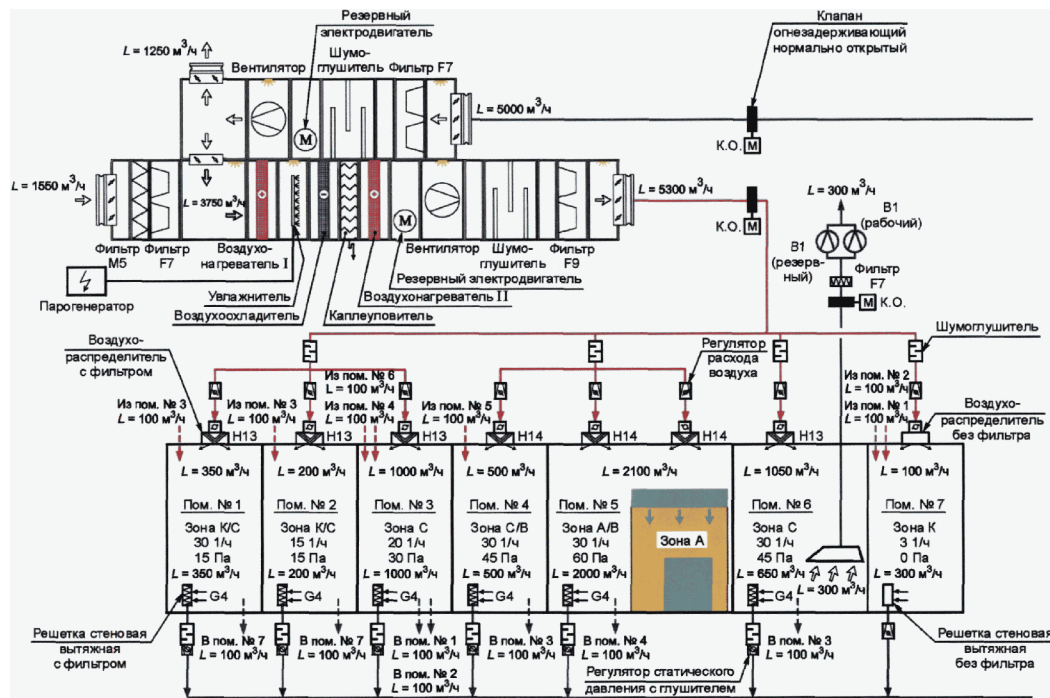 Резервный
электродвигатель
Клапан
огнезадерживающий
нормально открытый
L = 1250 м³/ч
Шумо-
глушитель
Вентилятор
Фильтр F7
L = 5000 м³/ч
М
К.О.
М
L = 1550 м³/ч
L = 5300 м³/ч
L = 300 м³/ч
L = 3750 м³/ч
В1
(рабочий)
К.О.
М
М
Фильтр
М5
Фильтр
F7
Воздухо-
нагреватель I
Вентилятор
Шумо-
глушитель
Фильтр
F9
В1
(резерв-
ный)
Фильтр
F7
Резервный электродвигатель
Парогенератор
Увлажнитель
Воздухонагреватель II
Воздухоохладитель
Каплеуловитель
М
К.О.
Воздухо-
распределитель
с фильтром
Регулятор
расхода
воздуха
Шумоглушитель
Из пом. № 6
L = 100 м³/ч
Из пом. № 2
L = 100 м³/ч
Из пом. № 3
L = 100 м³/ч
Из пом. № 3
L = 100 м³/ч
Из пом. № 4
L = 100 м³/ч
Из пом. № 5
L = 100 м³/ч
Из пом. № 1
L = 100 м³/ч
Воздухо-
распределитель
без фильтра
H13
H13
H13
H14
H14
H14
H13
L = 350 м³/ч
L = 200 м³/ч
L = 1000 м³/ч
L = 500 м³/ч
L = 2100 м³/ч
L = 1050 м³/ч
L = 100 м³/ч
Пом. № 1
Зона К/С
30 1/ч
15 Па
L = 350 м³/ч
G4
Пом. № 2
Зона К/С
15 1/ч
15 Па
L = 200 м³/ч
G4
Пом. № 3
Зона С
20 1/ч
30 Па
L = 1000 м³/ч
G4
Пом. № 4
Зона С/В
30 1/ч
45 Па
L = 500 м³/ч
G4
Пом. № 5
Зона А/В
30 1/ч
60 Па
L = 2000 м³/ч
G4
Зона А
Пом. № 6
Зона С
30 1/ч
45 Па
L = 650 м³/ч
G4
L = 300 м³/ч
Пом. № 7
Зона К
3 1/ч
0 Па
L = 300 м³/ч
Решетка стеновая
вытяжная
с фильтром
В пом. № 7
L = 100 м³/ч
В пом. № 7
L = 100 м³/ч
В пом. № 1
L = 100 м³/ч
В пом. № 2
L = 100 м³/ч
В пом. № 3
L = 100 м³/ч
В пом. № 4
L = 100 м³/ч
Регулятор статического
давления с глушителем
В пом. № 3
L = 100 м³/ч
Решетка стеновая
вытяжная
без фильтра